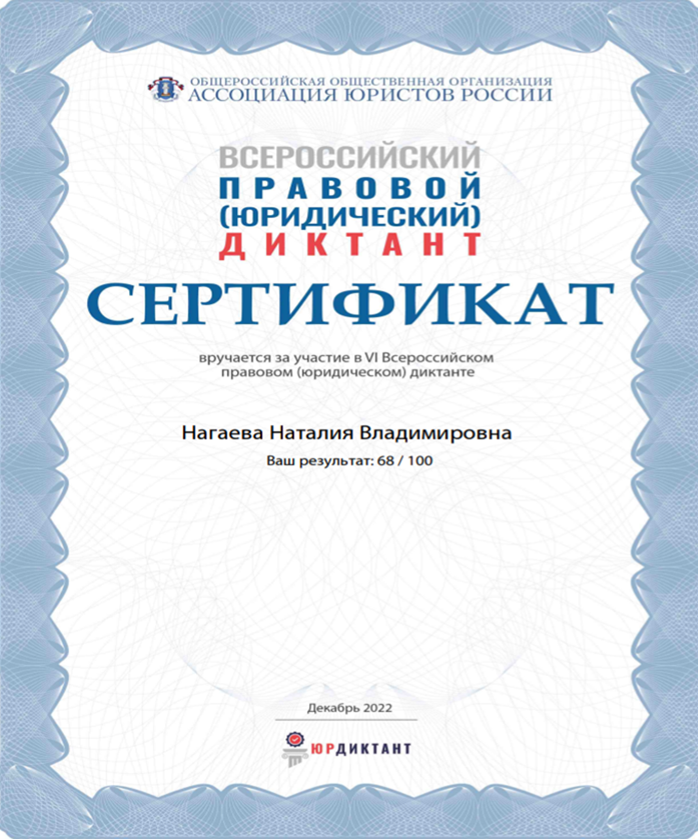 ОБЩЕРОССИЙСКАЯ ОБЩЕСТВЕННАЯ ОРГАНИЗАЦИЯ
АССОЦИАЦИЯ ЮРИСТОВ РОССИИ
ВСЕРОССИЙСКИЙ
ПРАВОВОЙ
(ЮРИДИЧЕСКИЙ)
ДИКТАНТ
СЕРТИФИКАТ
вручается за участие в VI Всероссийском
правовом (юридическом) диктанте
Нагаева Наталия Владимировна
Ваш результат: 68 / 100
Декабрь 2022
ЮРДИКТАНТ